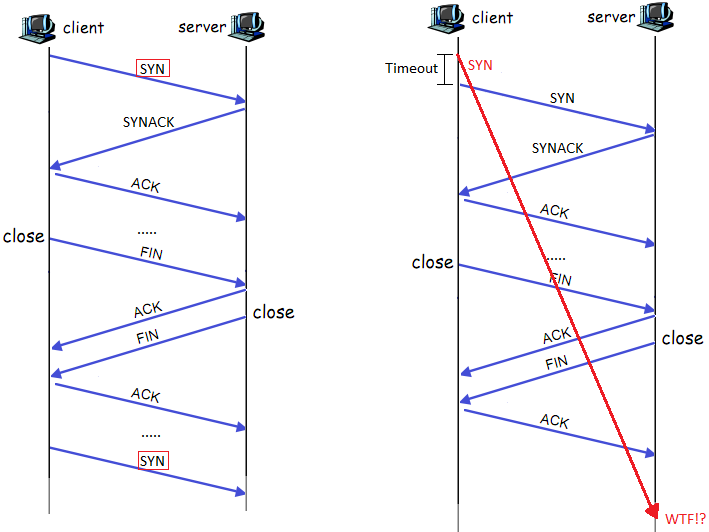 client
server
SYN
SYNACK
ACK
.....
close
FIN
ACK
close
FIN
ACK
.....
SYN
client
server
Timeout
SYN
SYN
SYNACK
ACK
.....
close
FIN
ACK
close
FIN
ACK
WTF!?